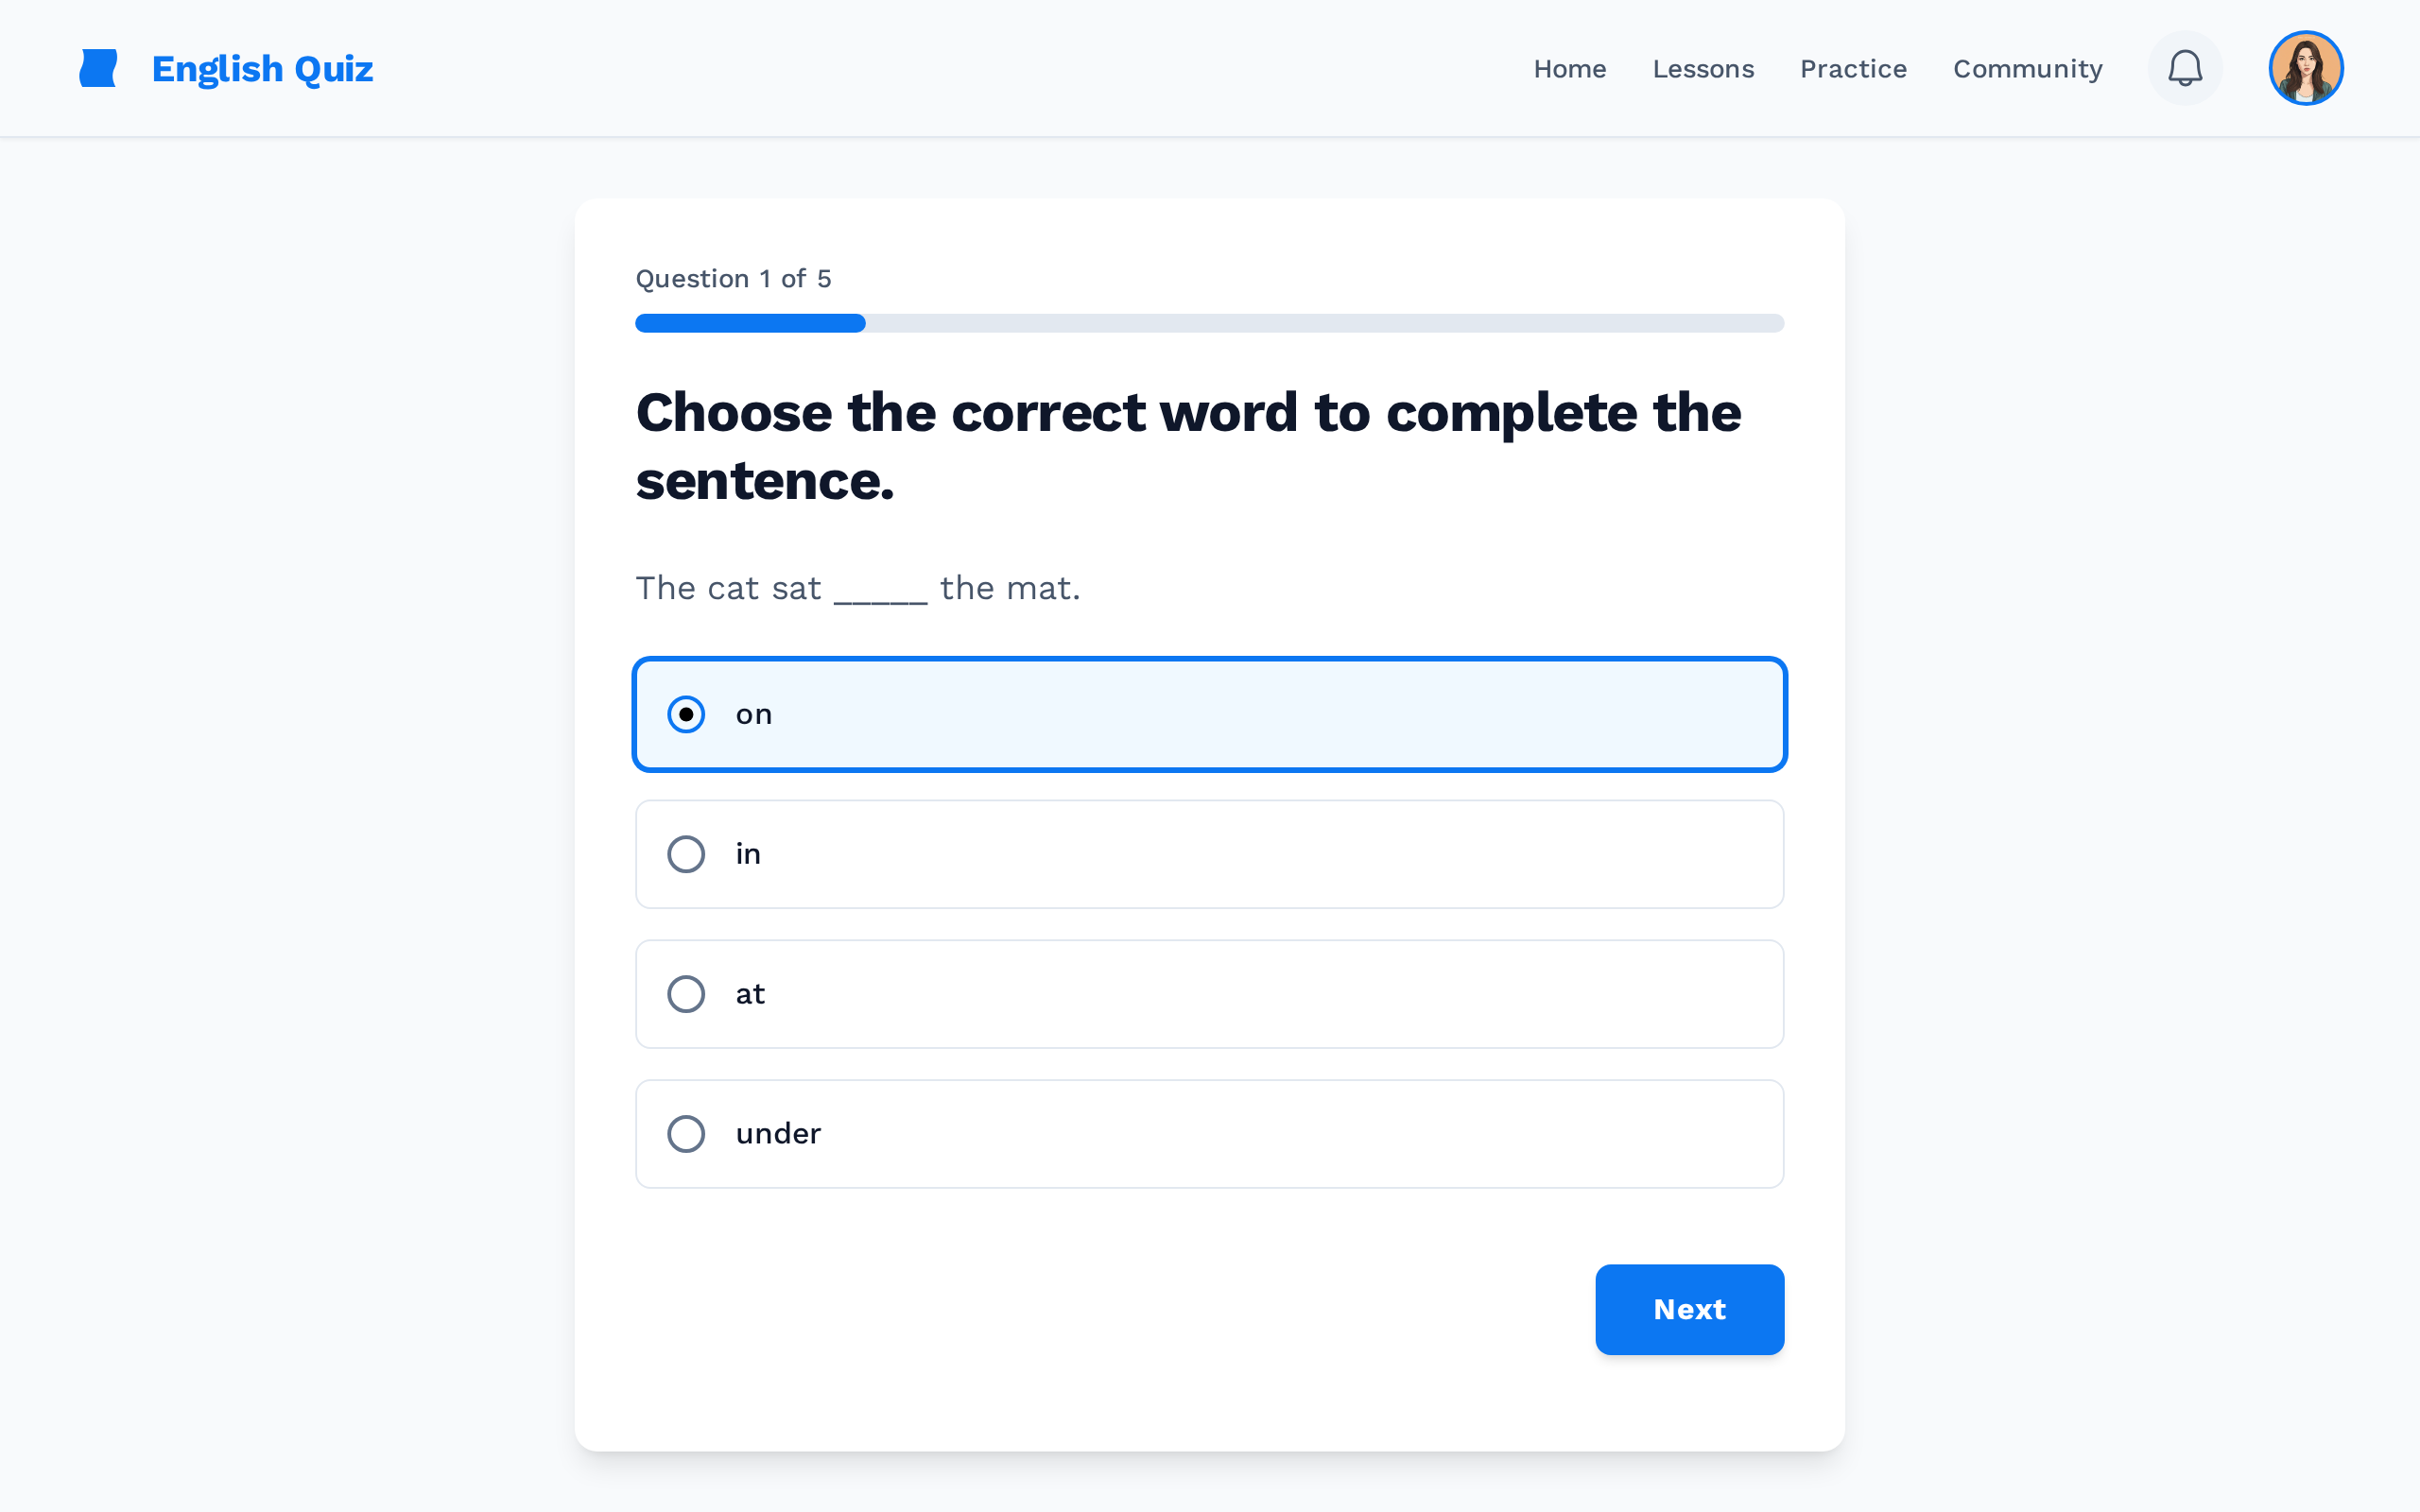 English Quiz
Home Lessons Practice Community
Question 1 of 5
Choose the correct word to complete the
sentence.
The cat sat _____ the mat.
on
in
at
under
Next